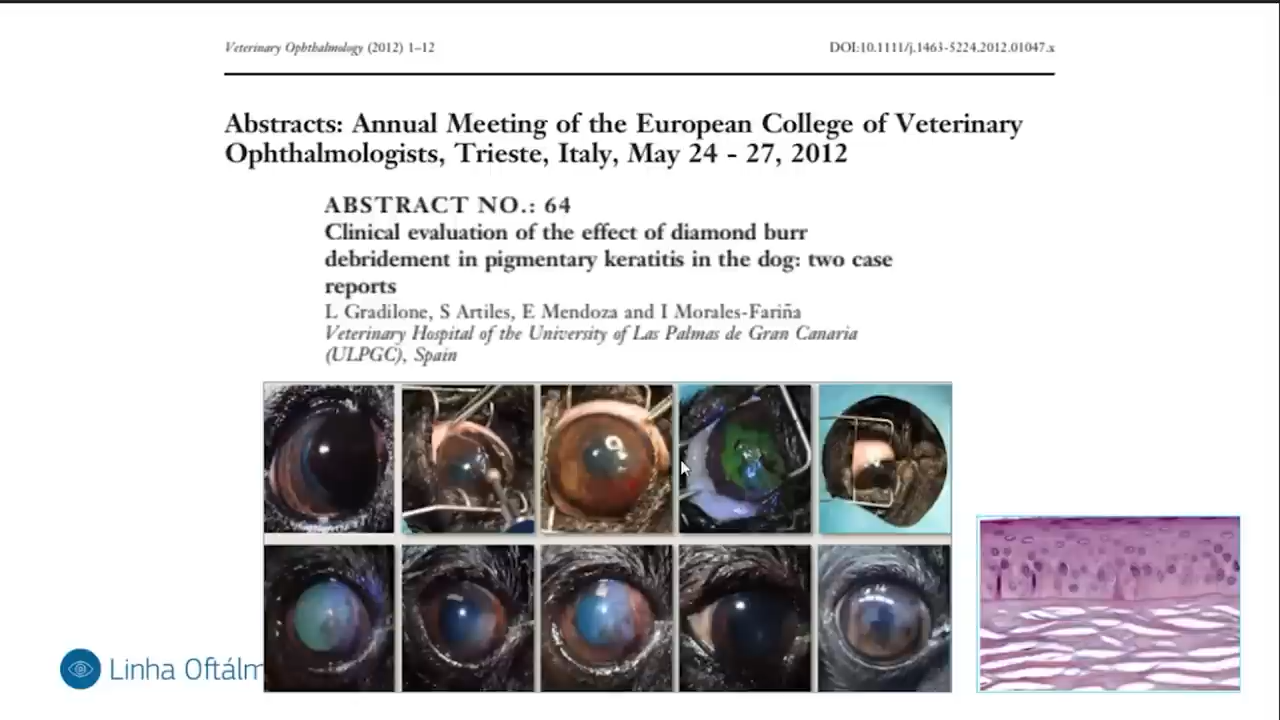 Veterinary Ophthalmology (2012) 1–12
DOI:10.1111/j.1463-5224.2012.01047.x
Abstracts: Annual Meeting of the European College of Veterinary
Ophthalmologists, Trieste, Italy, May 24 - 27, 2012
ABSTRACT NO.: 64
Clinical evaluation of the effect of diamond burr
debridement in pigmentary keratitis in the dog: two case
reports
L Gradilone, S Artiles, E Mendoza and I Morales-Fariña
Veterinary Hospital of the University of Las Palmas de Gran Canaria
(ULPGC), Spain
Linha Oftálm